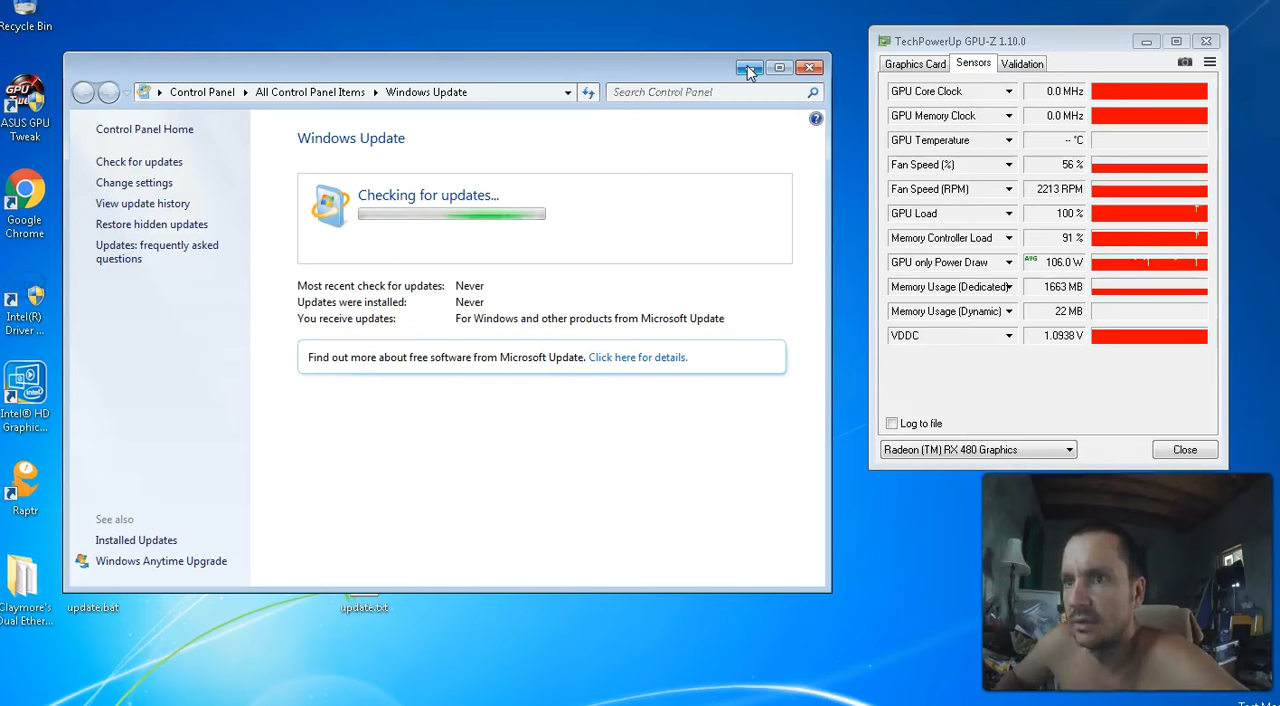 Recycle Bin
ASUS GPU
Tweak
Google
Chrome
Intel(R)
Driver ...
Intel® HD
Graphic...
Raptr
Claymore's
Dual Ether...
update.bat
update.txt
Control Panel
All Control Panel Items
Windows Update
Search Control Panel
Control Panel Home
Check for updates
Change settings
View update history
Restore hidden updates
Updates: frequently asked
questions
See also
Installed Updates
Windows Anytime Upgrade
Windows Update
Checking for updates...
Most recent check for updates: Never
Updates were installed: Never
You receive updates: For Windows and other products from Microsoft Update
Find out more about free software from Microsoft Update. Click here for details.
TechPowerUp GPU-Z 1.10.0
Graphics Card Sensors Validation
GPU Core Clock 0.0 MHz
GPU Memory Clock 0.0 MHz
GPU Temperature -- °C
Fan Speed (%) 56 %
Fan Speed (RPM) 2213 RPM
GPU Load 100 %
Memory Controller Load 91 %
GPU only Power Draw AVG 106.0 W
Memory Usage (Dedicated) 1663 MB
Memory Usage (Dynamic) 22 MB
VDDC 1.0938 V
Log to file
Radeon (TM) RX 480 Graphics Close